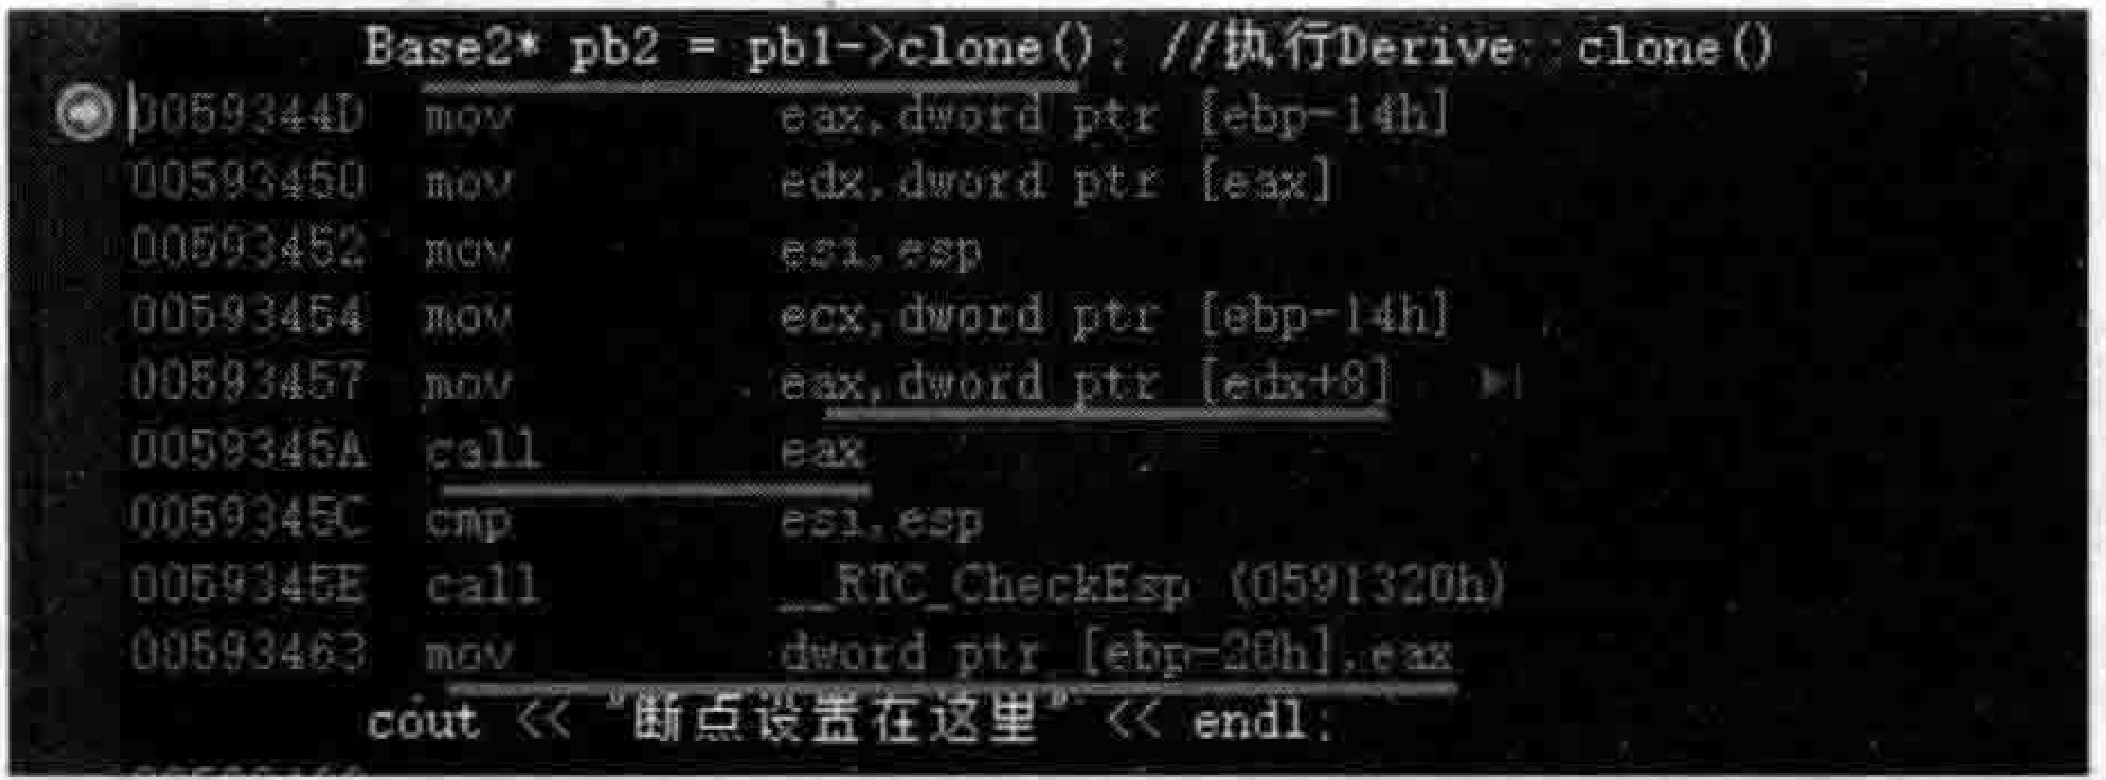 Base2* pb2 = pb1->clone(); //执行Derive::clone()
0059344D mov eax,dword ptr [ebp-14h]
00593450 mov edx,dword ptr [eax]
00593452 mov esi,esp
00593454 mov ecx,dword ptr [ebp-14h]
00593457 mov eax,dword ptr [edx+8]
0059345A call eax
0059345C cmp esi,esp
0059345E call __RTC_CheckEsp (0591320h)
00593463 mov dword ptr [ebp-20h],eax
cout << "断点设置在这里" << endl;